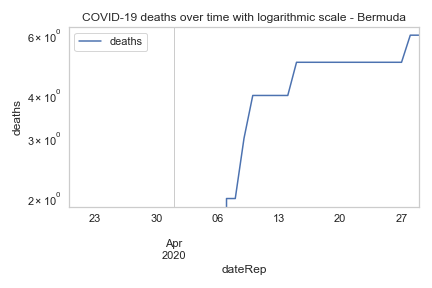 COVID-19 deaths over time with logarithmic scale - Bermuda
deaths
6 × 10⁰
4 × 10⁰
3 × 10⁰
2 × 10⁰
deaths
23 30 06 13 20 27
Apr
2020
dateRep